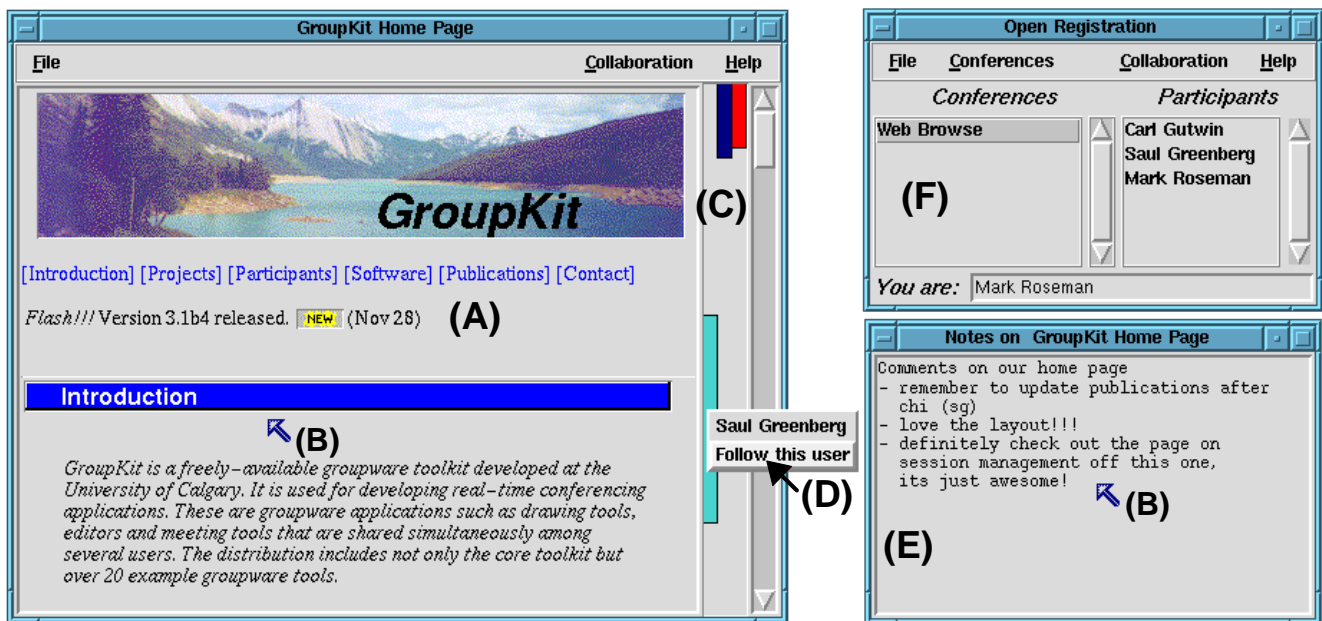 GroupKit Home Page
File Collaboration Help
GroupKit
(C)
[Introduction] [Projects] [Participants] [Software] [Publications] [Contact]
Flash!!! Version 3.1b4 released. NEW (Nov 28)
(A)
Introduction
(B)
GroupKit is a freely-available groupware toolkit developed at the
University of Calgary. It is used for developing real-time conferencing
applications. These are groupware applications such as drawing tools,
editors and meeting tools that are shared simultaneously among
several users. The distribution includes not only the core toolkit but
over 20 example groupware tools.
Saul Greenberg
Follow this user
(D)
Open Registration
File Conferences Collaboration Help
Conferences Participants
Web Browse
Carl Gutwin
Saul Greenberg
Mark Roseman
(F)
You are: Mark Roseman
Notes on GroupKit Home Page
Comments on our home page
- remember to update publications after
chi (sg)
- love the layout!!!
- definitely check out the page on
session management off this one,
its just awesome!
(B)
(E)